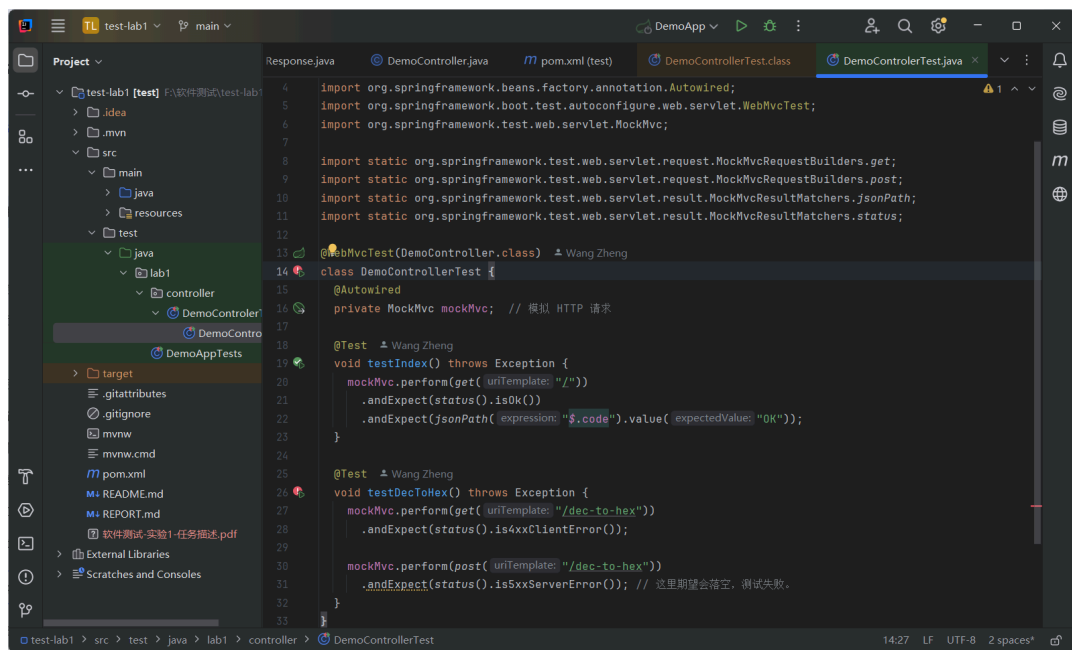 TL test-lab1 main DemoApp
Project
Response.java DemoController.java m pom.xml (test) DemoControllerTest.class DemoControlerTest.java
test-lab1 [test] F:\软件测试\test-lab1
.idea
.mvn
src
main
java
resources
test
java
lab1
controller
DemoControlerT
DemoContro
DemoAppTests
target
.gitattributes
.gitignore
mvnw
mvnw.cmd
m pom.xml
M↓ README.md
M↓ REPORT.md
软件测试-实验1-任务描述.pdf
External Libraries
Scratches and Consoles
4 import org.springframework.beans.factory.annotation.Autowired;
5 import org.springframework.boot.test.autoconfigure.web.servlet.WebMvcTest;
6 import org.springframework.test.web.servlet.MockMvc;
7
8 import static org.springframework.test.web.servlet.request.MockMvcRequestBuilders.get;
9 import static org.springframework.test.web.servlet.request.MockMvcRequestBuilders.post;
10 import static org.springframework.test.web.servlet.result.MockMvcResultMatchers.jsonPath;
11 import static org.springframework.test.web.servlet.result.MockMvcResultMatchers.status;
12
13 @WebMvcTest(DemoController.class) Wang Zheng
14 class DemoControllerTest {
15 @Autowired
16 private MockMvc mockMvc; // 模拟 HTTP 请求
17
18 @Test Wang Zheng
19 void testIndex() throws Exception {
20 mockMvc.perform(get( uriTemplate: "/"))
21 .andExpect(status().isOk())
22 .andExpect(jsonPath( expression: "$.code").value( expectedValue: "OK"));
23 }
24
25 @Test Wang Zheng
26 void testDecToHex() throws Exception {
27 mockMvc.perform(get( uriTemplate: "/dec-to-hex"))
28 .andExpect(status().is4xxClientError());
29
30 mockMvc.perform(post( uriTemplate: "/dec-to-hex"))
31 .andExpect(status().is5xxServerError()); // 这里期望会落空，测试失败。
32 }
33 }
1
m
test-lab1 > src > test > java > lab1 > controller > DemoControllerTest 14:27 LF UTF-8 2 spaces*